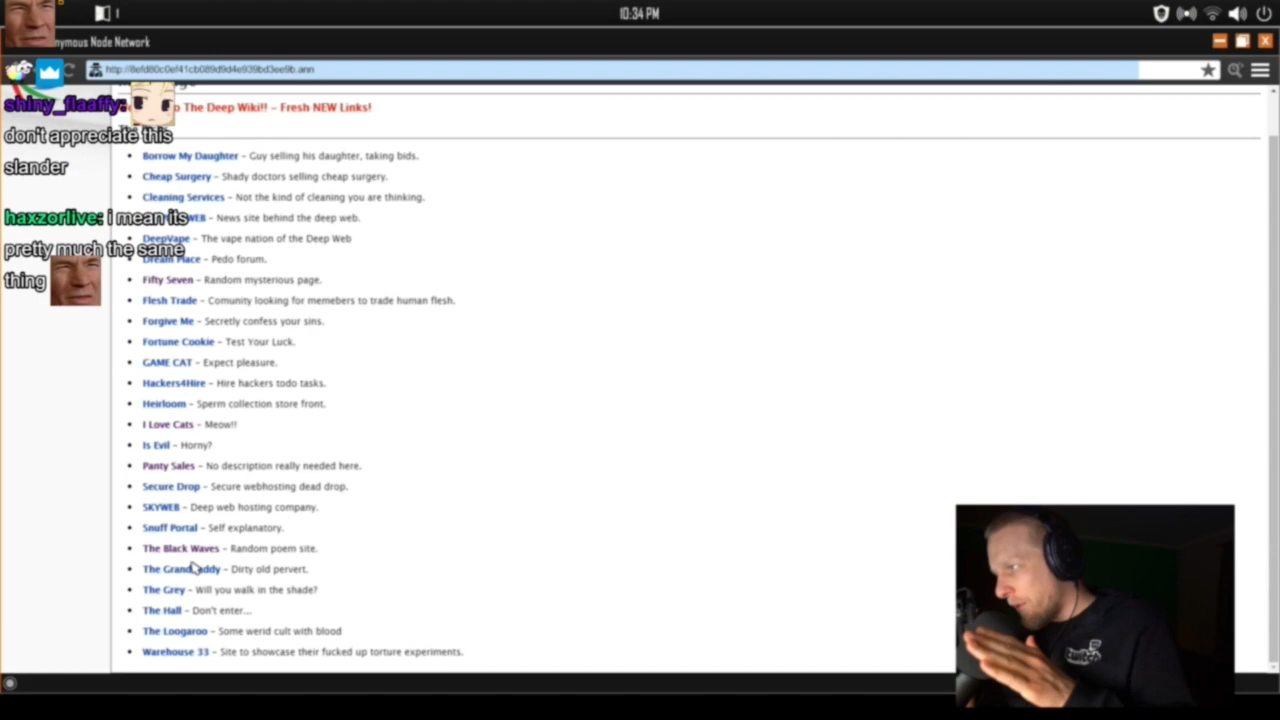 1
10:34 PM
nymous Node Network
http://8efd80c0ef41cb089d9d4e939bd3ee9b.ann
shiny_flaaffy:
o The Deep Wiki!! – Fresh NEW Links!
don't appreciate this
slander
Borrow My Daughter – Guy selling his daughter, taking bids.
Cheap Surgery – Shady doctors selling cheap surgery.
Cleaning Services – Not the kind of cleaning you are thinking.
haxzorlive: i mean its
WEB – News site behind the deep web.
DeepVape – The vape nation of the Deep Web
pretty much the same
Dream Place – Pedo forum.
thing
Fifty Seven – Random mysterious page.
Flesh Trade – Comunity looking for memebers to trade human flesh.
Forgive Me – Secretly confess your sins.
Fortune Cookie – Test Your Luck.
GAME CAT – Expect pleasure.
Hackers4Hire – Hire hackers todo tasks.
Heirloom – Sperm collection store front.
I Love Cats – Meow!!
Is Evil – Horny?
Panty Sales – No description really needed here.
Secure Drop – Secure webhosting dead drop.
SKYWEB – Deep web hosting company.
Snuff Portal – Self explanatory.
The Black Waves – Random poem site.
The Grand addy – Dirty old pervert.
The Grey – Will you walk in the shade?
The Hall – Don't enter...
The Loogaroo – Some werid cult with blood
Warehouse 33 – Site to showcase their fucked up torture experiments.